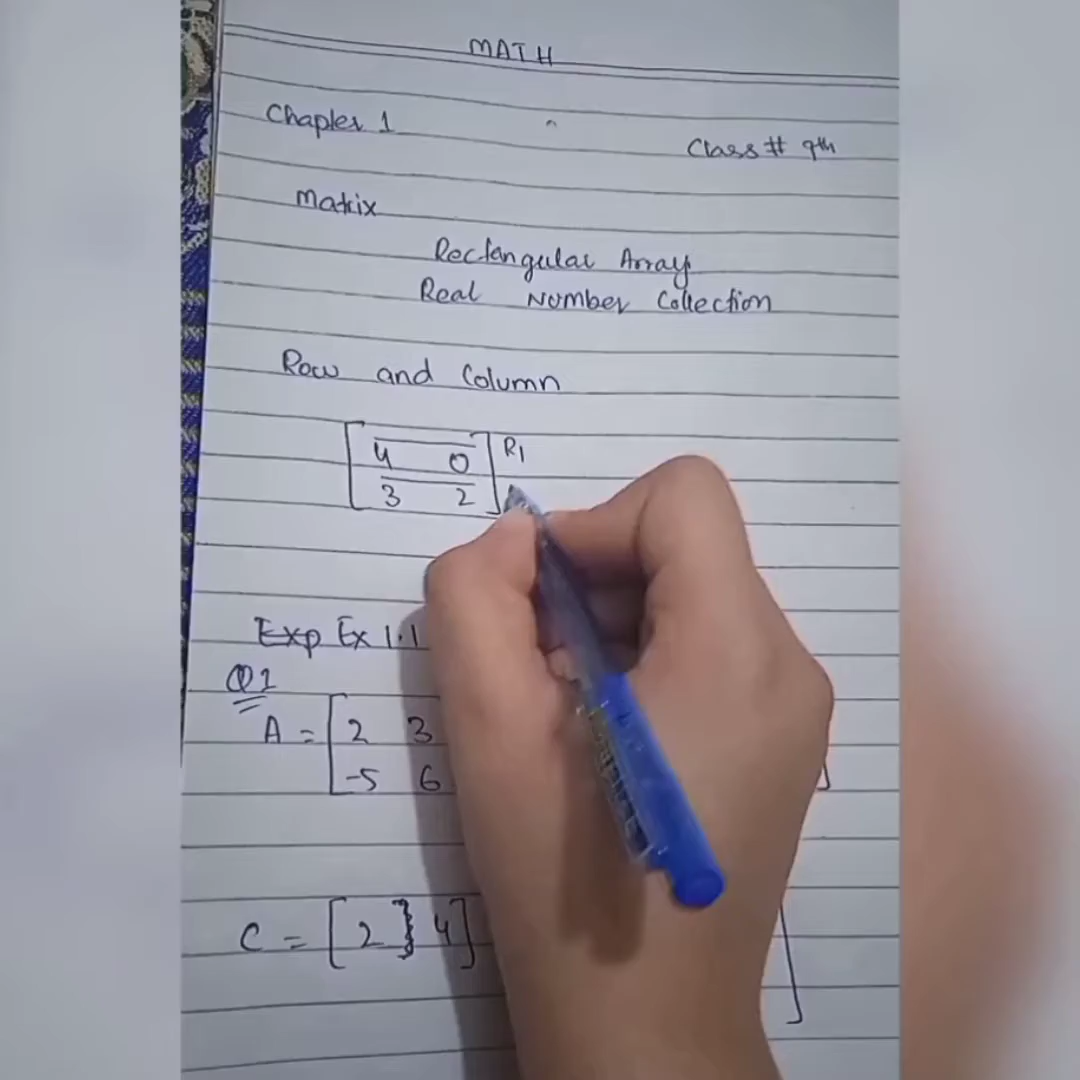 MATH
Chapter 1
Class # 9th
Matrix
Rectangular Array
Real Number Collection
Row and Column
4 0 R1
3 2
Exp Ex 1.1
Q1
A = [ 2 3
-5 6
C = [ 2 4 ]